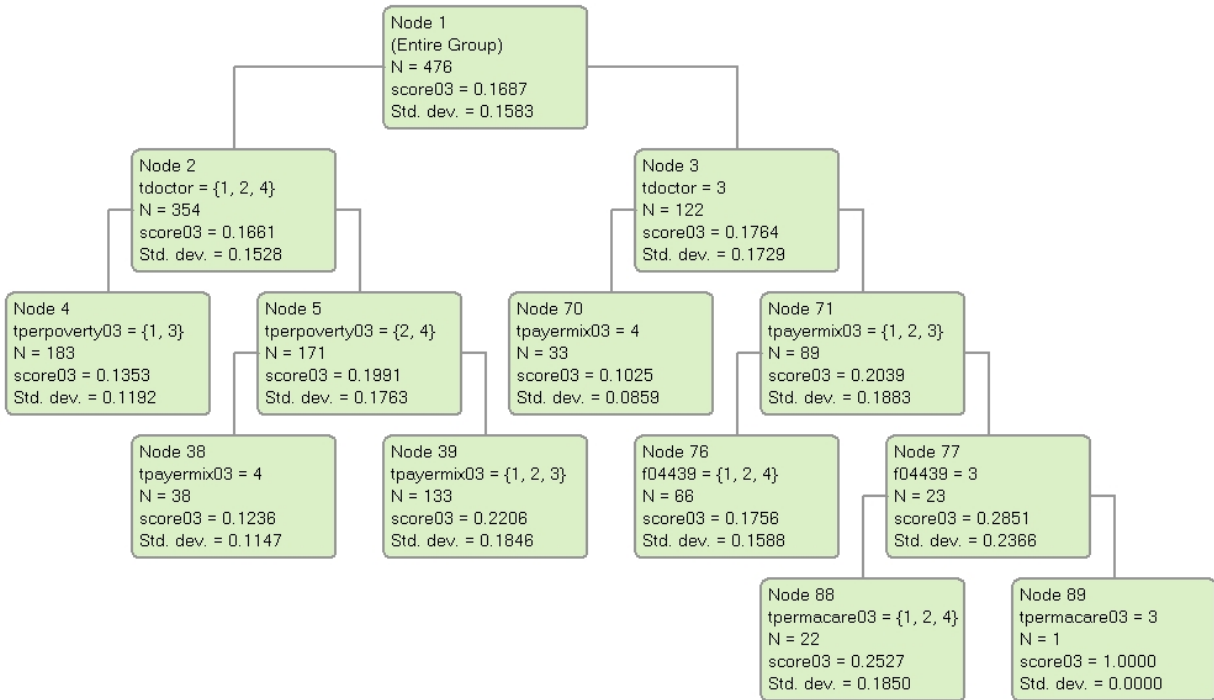 Node 1
(Entire Group)
N = 476
score03 = 0.1687
Std. dev. = 0.1583
Node 2
tdoctor = {1, 2, 4}
N = 354
score03 = 0.1661
Std. dev. = 0.1528
Node 3
tdoctor = 3
N = 122
score03 = 0.1764
Std. dev. = 0.1729
Node 4
tperpoverty03 = {1, 3}
N = 183
score03 = 0.1353
Std. dev. = 0.1192
Node 5
tperpoverty03 = {2, 4}
N = 171
score03 = 0.1991
Std. dev. = 0.1763
Node 70
tpayermix03 = 4
N = 33
score03 = 0.1025
Std. dev. = 0.0859
Node 71
tpayermix03 = {1, 2, 3}
N = 89
score03 = 0.2039
Std. dev. = 0.1883
Node 38
tpayermix03 = 4
N = 38
score03 = 0.1236
Std. dev. = 0.1147
Node 39
tpayermix03 = {1, 2, 3}
N = 133
score03 = 0.2206
Std. dev. = 0.1846
Node 76
f04439 = {1, 2, 4}
N = 66
score03 = 0.1756
Std. dev. = 0.1588
Node 77
f04439 = 3
N = 23
score03 = 0.2851
Std. dev. = 0.2366
Node 88
tpermacare03 = {1, 2, 4}
N = 22
score03 = 0.2527
Std. dev. = 0.1850
Node 89
tpermacare03 = 3
N = 1
score03 = 1.0000
Std. dev. = 0.0000